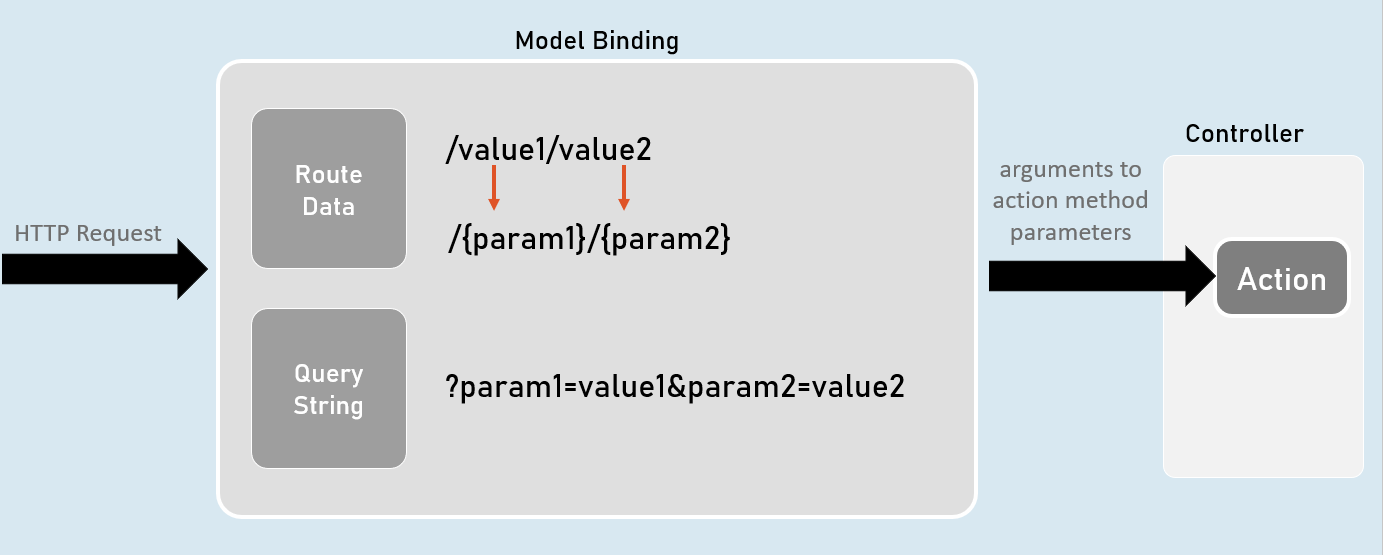 Model Binding
HTTP Request
Route
Data
/value1/value2
/{param1}/{param2}
Query
String
?param1=value1&param2=value2
arguments to
action method
parameters
Controller
Action